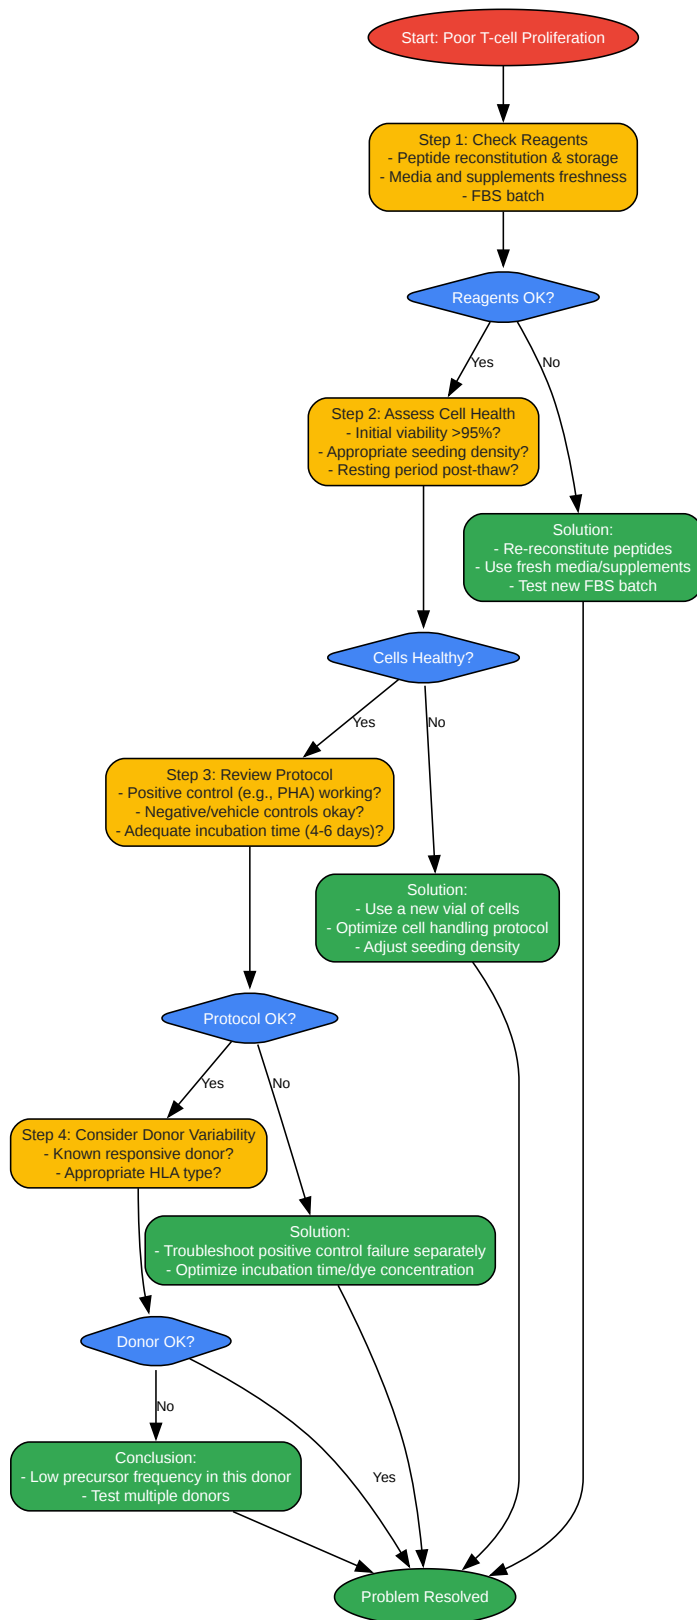 Start: Poor T-cell Proliferation
Step 1: Check Reagents
- Peptide reconstitution & storage
- Media and supplements freshness
- FBS batch
Reagents OK?
Yes
No
Step 2: Assess Cell Health
- Initial viability >95%?
- Appropriate seeding density?
- Resting period post-thaw?
Solution:
- Re-reconstitute peptides
- Use fresh media/supplements
- Test new FBS batch
Cells Healthy?
Yes
No
Step 3: Review Protocol
- Positive control (e.g., PHA) working?
- Negative/vehicle controls okay?
- Adequate incubation time (4-6 days)?
Solution:
- Use a new vial of cells
- Optimize cell handling protocol
- Adjust seeding density
Protocol OK?
Yes
No
Step 4: Consider Donor Variability
- Known responsive donor?
- Appropriate HLA type?
Solution:
- Troubleshoot positive control failure separately
- Optimize incubation time/dye concentration
Donor OK?
No
Yes
Conclusion:
- Low precursor frequency in this donor
- Test multiple donors
Problem Resolved